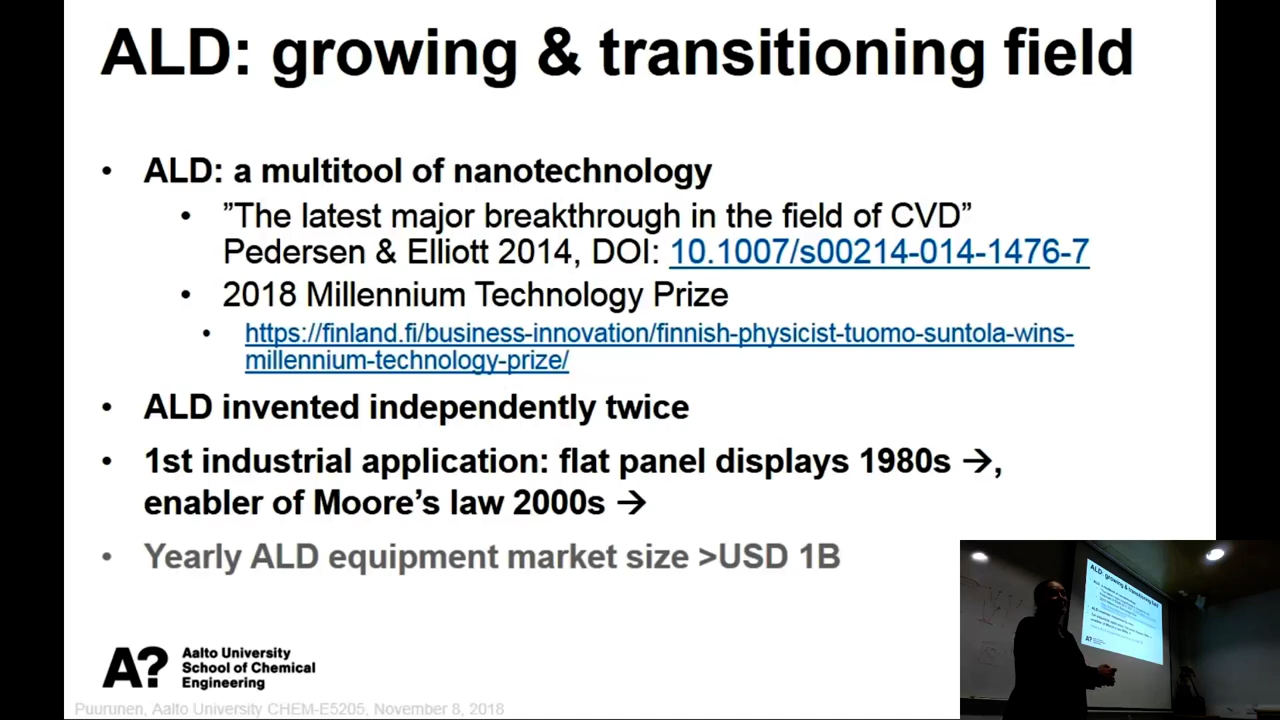 ALD: growing & transitioning field
• ALD: a multitool of nanotechnology
• ”The latest major breakthrough in the field of CVD”
Pedersen & Elliott 2014, DOI: 10.1007/s00214-014-1476-7
• 2018 Millennium Technology Prize
• https://finland.fi/business-innovation/finnish-physicist-tuomo-suntola-wins-
millennium-technology-prize/
• ALD invented independently twice
• 1st industrial application: flat panel displays 1980s →,
enabler of Moore’s law 2000s →
• Yearly ALD equipment market size >USD 1B
A?
Aalto University
School of Chemical
Engineering
Puurunen, Aalto University CHEM-E5205, November 8, 2018
ALD: growing & transitioning field